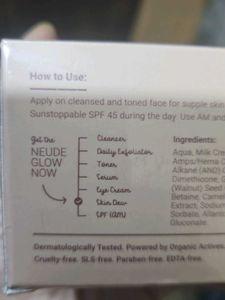 How to Use:
Apply on cleansed and toned face for supple skin
Sunstoppable SPF 45 during the day. Use AM and
Get the
NEUDE
GLOW
NOW
Cleanser
Daily Exfoliator
Toner
Serum
Eye Cream
Skin Dew
SPF (AM)
Ingredients:
Aqua, Milk Cre
Amps/Hema C
Alkane (AND)
Dimethicone,
(Walnut) Seed
Betaine, Camel
Extract, Sodium
Sorbate, Allant
Gluconate.
Dermatologically Tested. Powered by Organic Actives.
Cruelty-free. SLS-free. Paraben-free. EDTA-free.